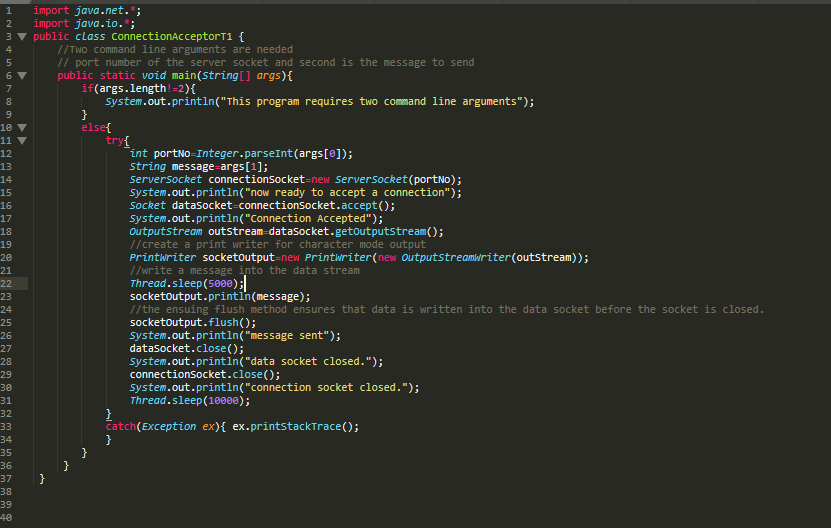 1 import java.net.*;
2 import java.io.*;
3 public class ConnectionAcceptorT1 {
4 //Two command line arguments are needed
5 // port number of the server socket and second is the message to send
6 public static void main(String[] args){
7 if(args.length!=2){
8 System.out.println("This program requires two command line arguments");
9 }
10 else{
11 try{
12 int portNo=Integer.parseInt(args[0]);
13 String message=args[1];
14 ServerSocket connectionSocket=new ServerSocket(portNo);
15 System.out.println("now ready to accept a connection");
16 Socket dataSocket=connectionSocket.accept();
17 System.out.println("Connection Accepted");
18 OutputStream outStream=dataSocket.getOutputStream();
19 //create a print writer for character mode output
20 PrintWriter socketOutput=new PrintWriter(new OutputStreamWriter(outStream));
21 //write a message into the data stream
22 Thread.sleep(5000);
23 socketOutput.println(message);
24 //the ensuing flush method ensures that data is written into the data socket before the socket is closed.
25 socketOutput.flush();
26 System.out.println("message sent");
27 dataSocket.close();
28 System.out.println("data socket closed.");
29 connectionSocket.close();
30 System.out.println("connection socket closed.");
31 Thread.sleep(10000);
32 }
33 catch(Exception ex){ ex.printStackTrace();
34 }
35 }
36 }
37 }
38
39
40